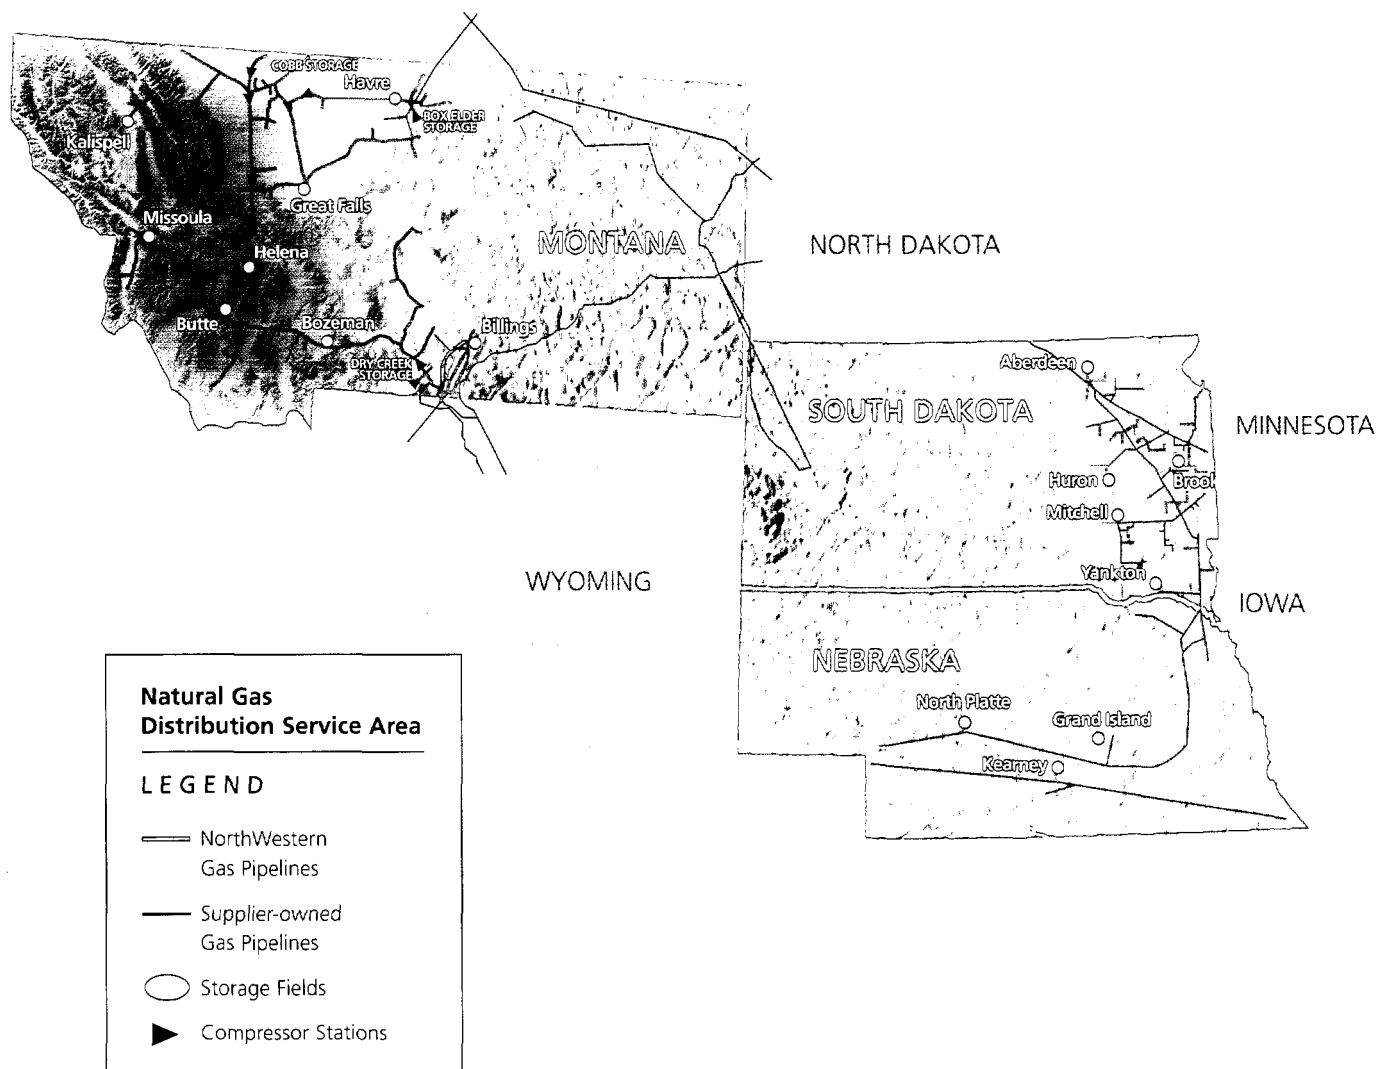 COBB STORAGE
Havre
BOX ELDER
STORAGE
Kalispell
Great Falls
Missoula
MONTANA
NORTH DAKOTA
Helena
Butte
Bozeman
Billings
DRY CREEK
STORAGE
Aberdeen
SOUTH DAKOTA
MINNESOTA
Huron
Brook
Mitchell
WYOMING
Yankton
IOWA
NEBRASKA
North Platte
Grand Island
Kearney
Natural Gas
Distribution Service Area
LEGEND
NorthWestern
Gas Pipelines
Supplier-owned
Gas Pipelines
Storage Fields
Compressor Stations